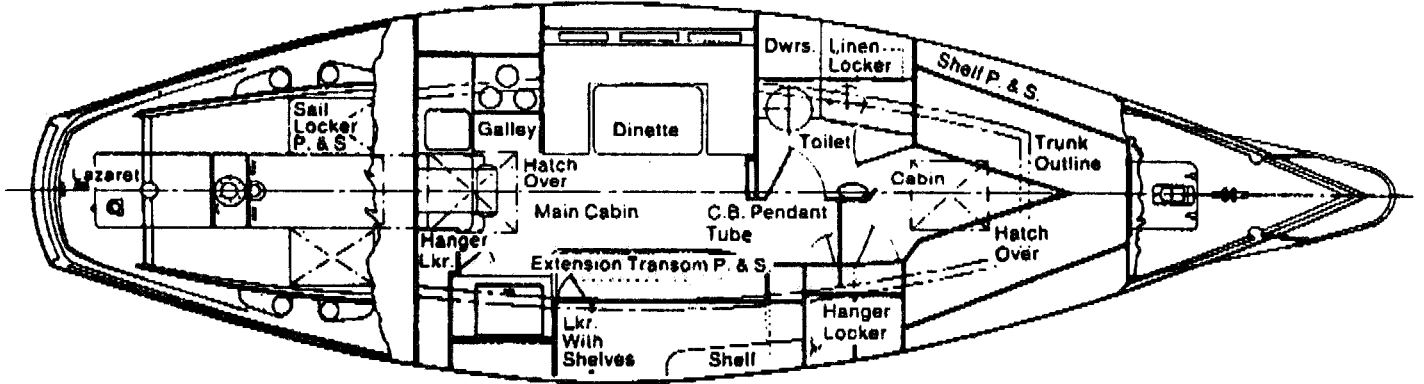 Dwrs.
Linen
Locker
Shelf P. & S.
Sail
Locker
P. & S
Galley
Dinette
Toilet
Trunk
Outline
Lazaret
Hatch
Over
Cabin
Main Cabin
C.B. Pendant
Tube
Hanger
Lkr.
Hatch
Over
Extension Transom P. & S.
Lkr.
With
Shelves
Shelf
Hanger
Locker